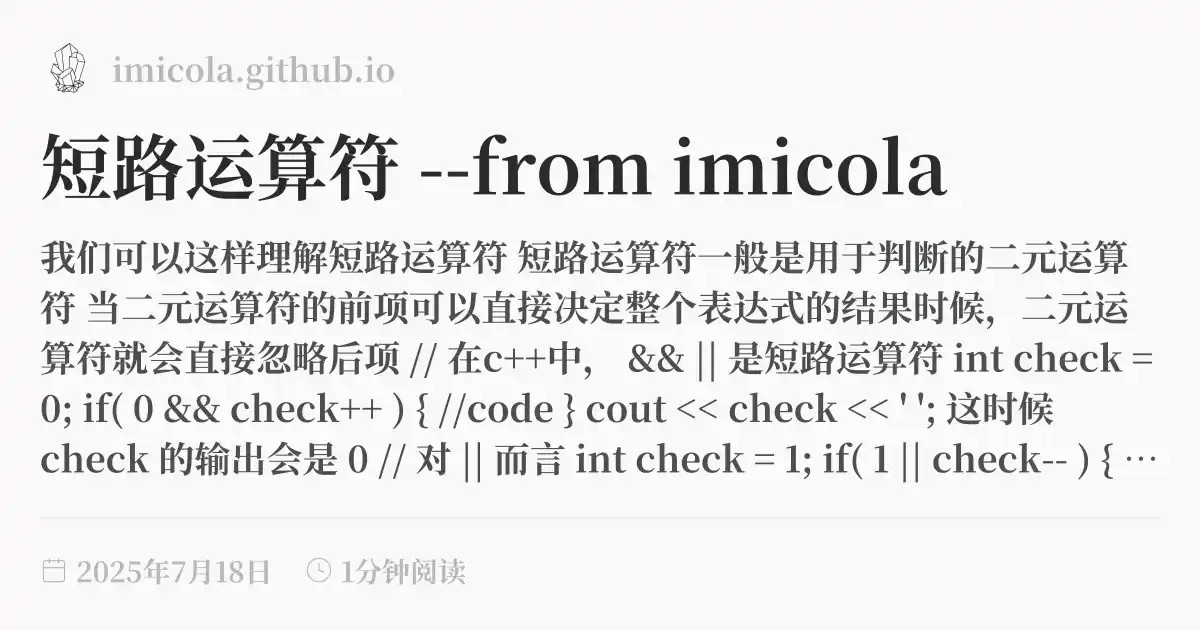 imicola.github.io
短路运算符 --from imicola
我们可以这样理解短路运算符 短路运算符一般是用于判断的二元运算
符 当二元运算符的前项可以直接决定整个表达式的结果时候，二元运
算符就会直接忽略后项 // 在c++中， && || 是短路运算符 int check =
0; if( 0 && check++ ) { //code } cout << check << ' '; 这时候
check 的输出会是 0 // 对 || 而言 int check = 1; if( 1 || check-- ) { …
2025年7月18日 1分钟阅读